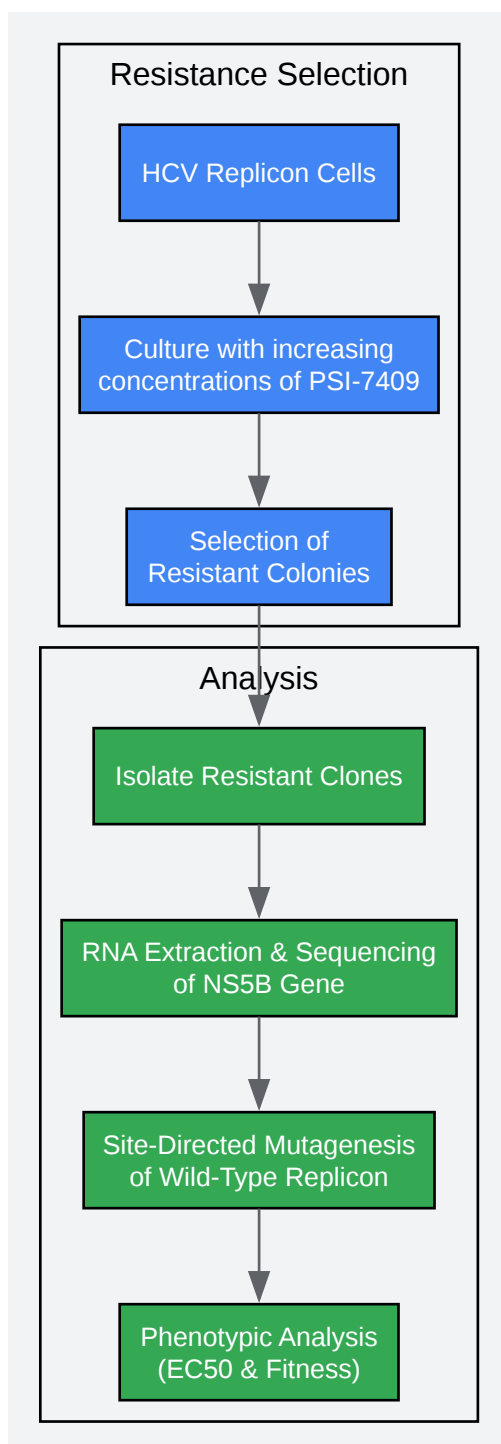 Resistance Selection
HCV Replicon Cells
Culture with increasing
concentrations of PSI-7409
Selection of
Resistant Colonies
Analysis
Isolate Resistant Clones
RNA Extraction & Sequencing
of NS5B Gene
Site-Directed Mutagenesis
of Wild-Type Replicon
Phenotypic Analysis
(EC50 & Fitness)